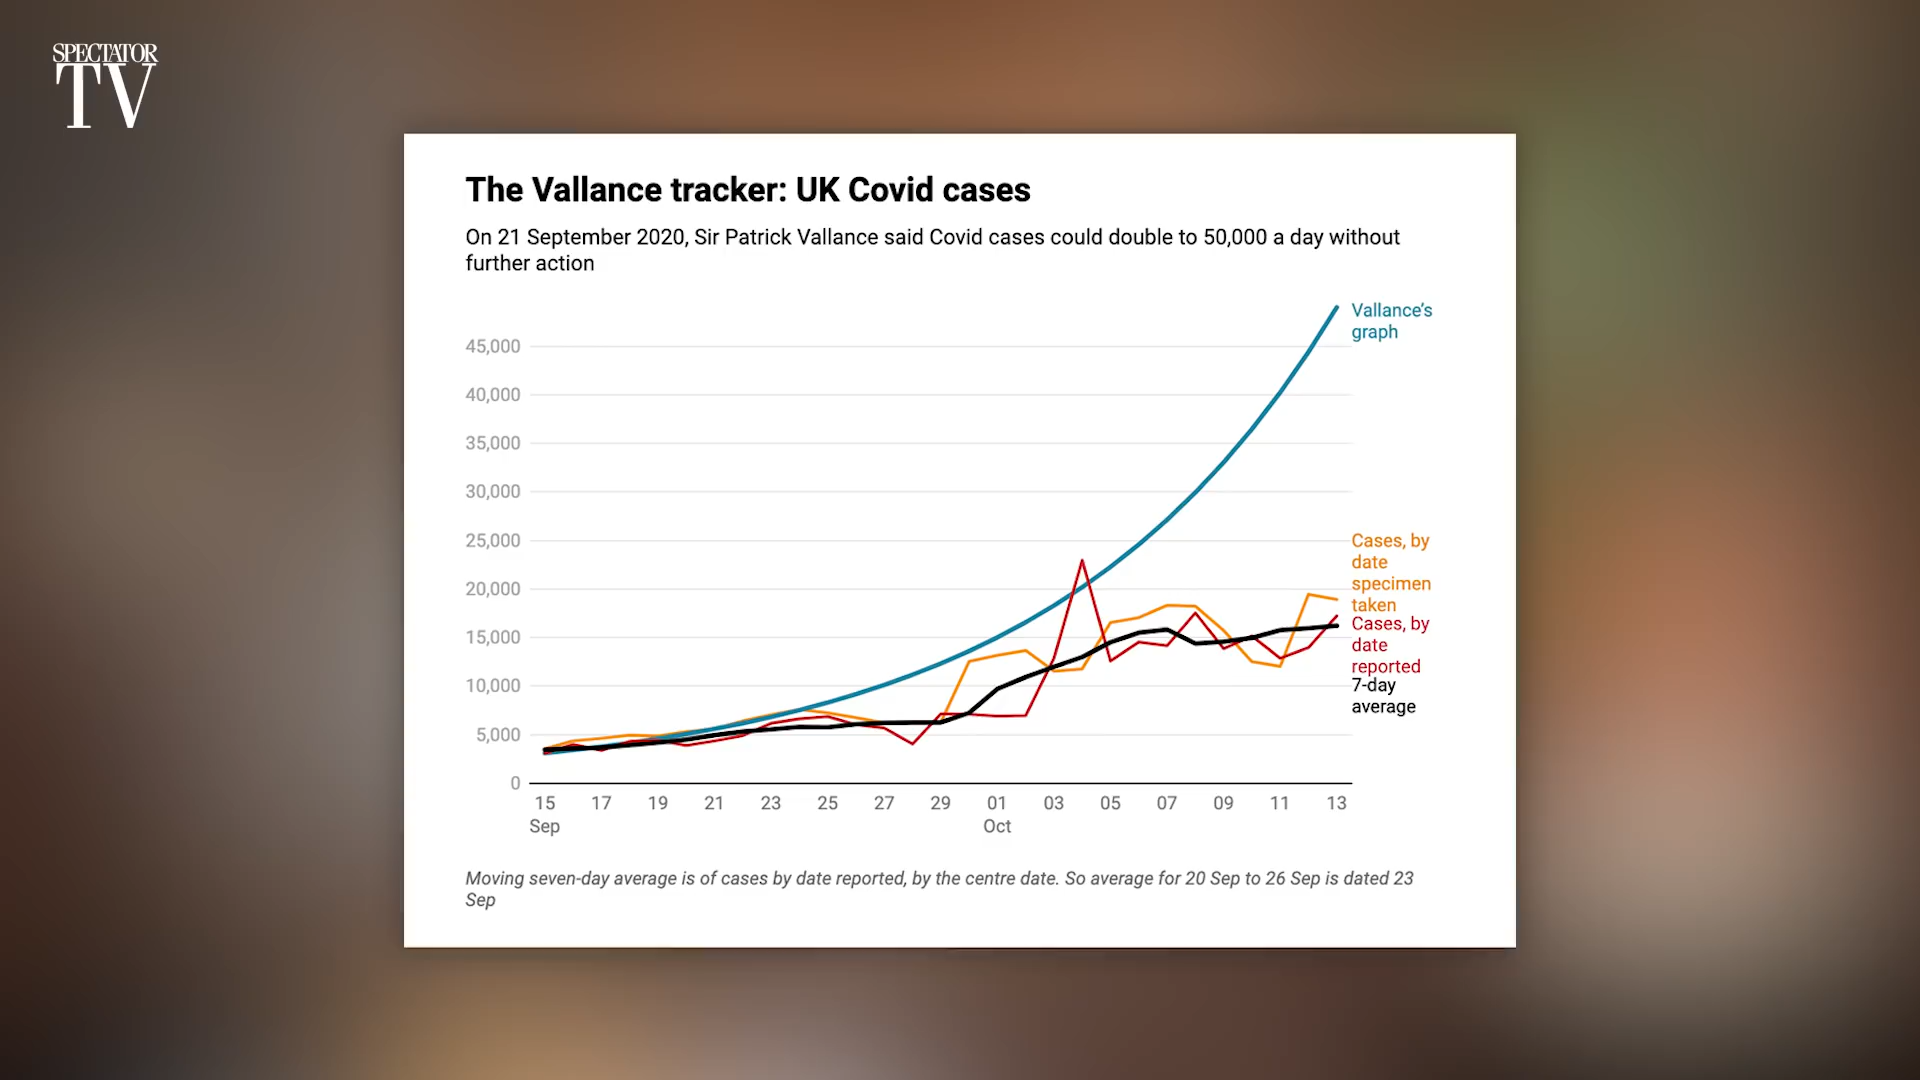 SPECTATOR
TV
The Vallance tracker: UK Covid cases
On 21 September 2020, Sir Patrick Vallance said Covid cases could double to 50,000 a day without
further action
Vallance's
graph
45,000
40,000
35,000
30,000
25,000
20,000
15,000
10,000
5,000
0
Cases, by
date
specimen
taken
Cases, by
date
reported
7-day
average
15 17 19 21 23 25 27 29 01 03 05 07 09 11 13
Sep Oct
Moving seven-day average is of cases by date reported, by the centre date. So average for 20 Sep to 26 Sep is dated 23
Sep